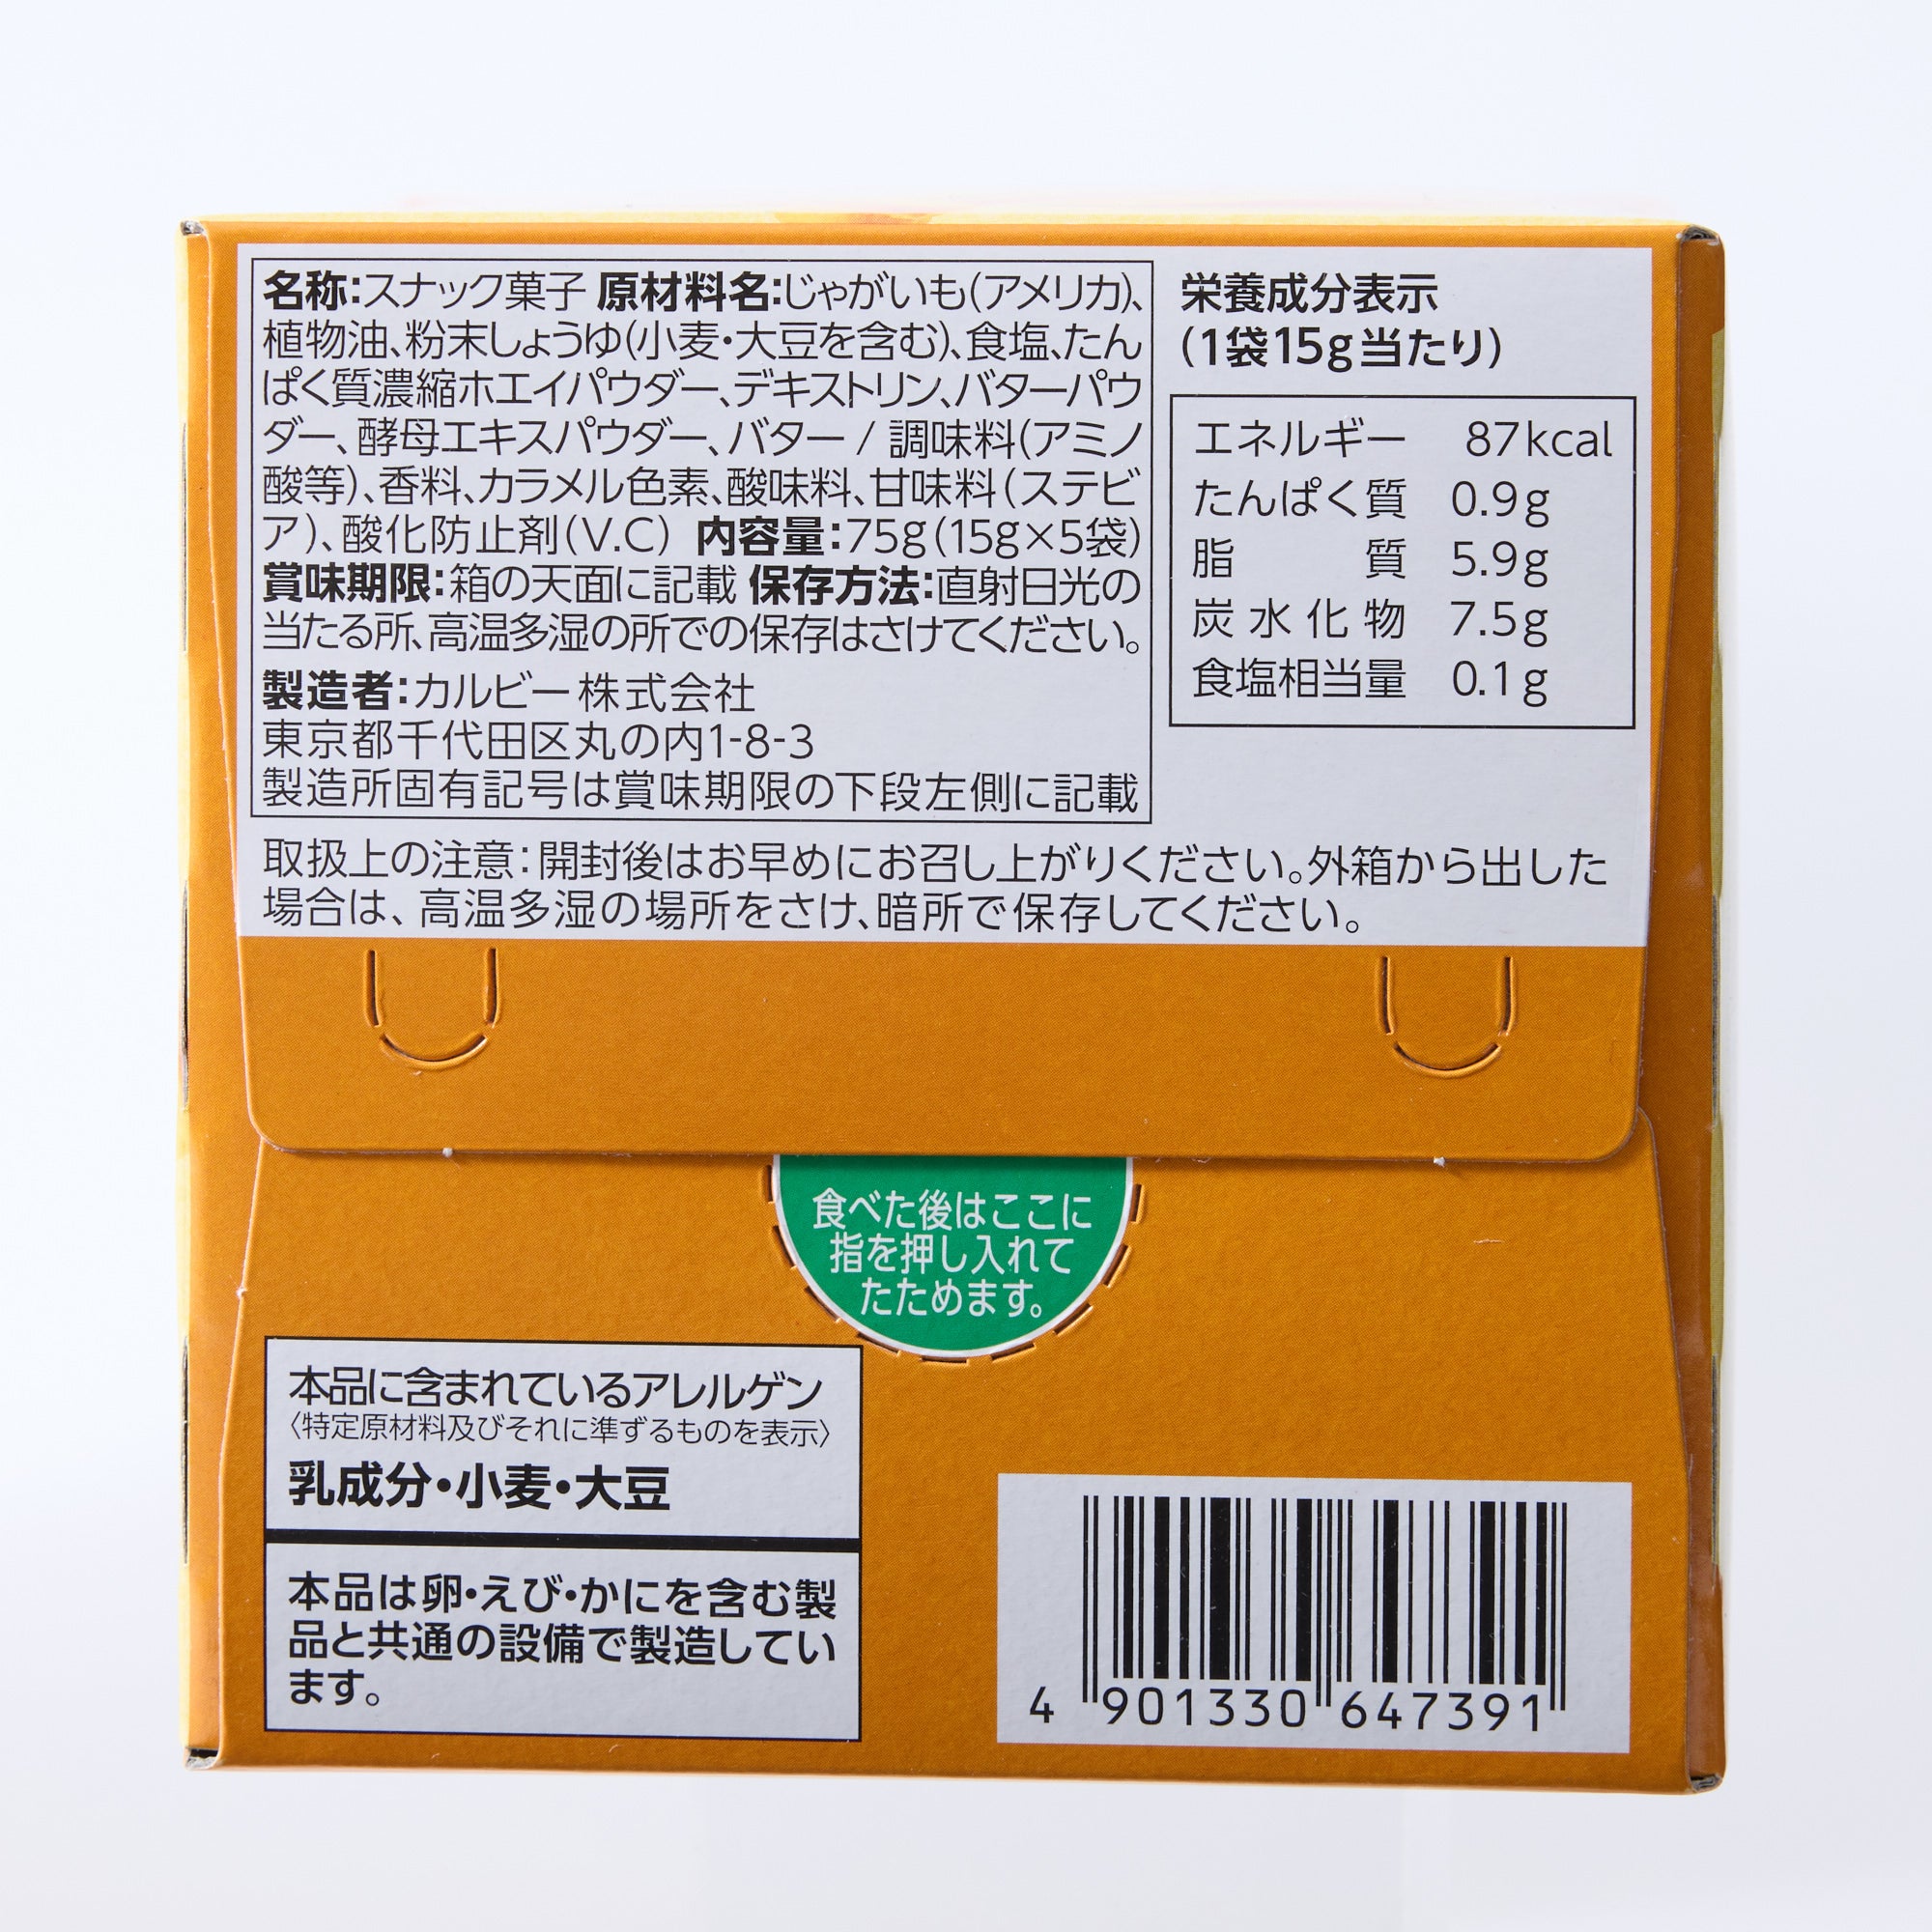 名称:スナック菓子 原材料名:じゃがいも(アメリカ)、
植物油、粉末しょうゆ(小麦・大豆を含む)、食塩、たん
ぱく質濃縮ホエイパウダー、デキストリン、バターパウ
ダー、酵母エキスパウダー、バター / 調味料(アミノ
酸等)、香料、カラメル色素、酸味料、甘味料(ステビ
ア)、酸化防止剤(V.C) 内容量:75g(15g×5袋)
賞味期限:箱の天面に記載 保存方法:直射日光の
当たる所、高温多湿の所での保存はさけてください。
製造者:カルビー株式会社
東京都千代田区丸の内1-8-3
製造所固有記号は賞味期限の下段左側に記載
栄養成分表示
(1袋15g当たり)
エネルギー 87kcal
たんぱく質 0.9g
脂質 5.9g
炭水化物 7.5g
食塩相当量 0.1g
取扱上の注意:開封後はお早めにお召し上がりください。外箱から出した
場合は、高温多湿の場所をさけ、暗所で保存してください。
食べた後はここに
指を押し入れて
たためます。
本品に含まれているアレルゲン
〈特定原材料及びそれに準ずるものを表示〉
乳成分・小麦・大豆
本品は卵・えび・かにを含む製
品と共通の設備で製造してい
ます。
4 901330 647391